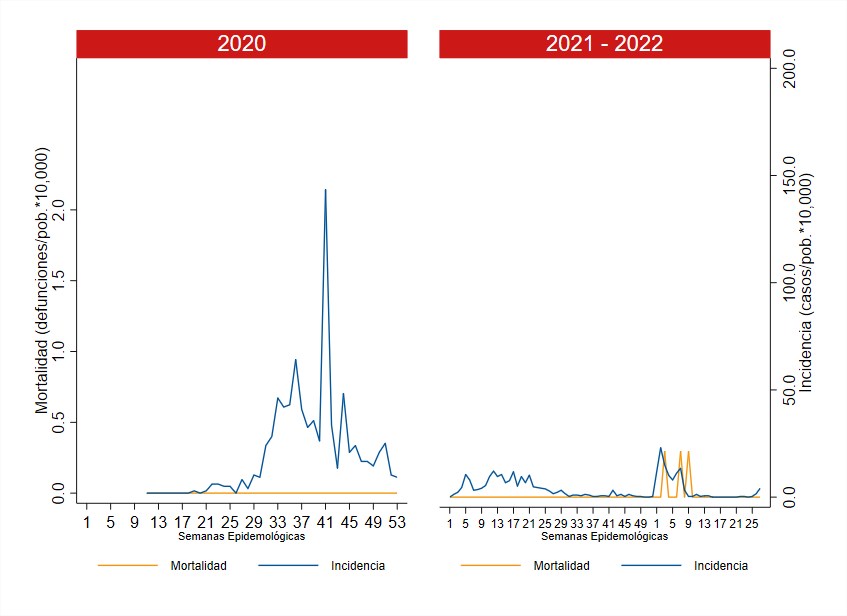 2020
2021 - 2022
Mortalidad (defunciones/pob.*10,000)
0.0 0.5 1.0 1.5 2.0
1 5 9 13 17 21 25 29 33 37 41 45 49 53
Semanas Epidemológicas
Mortalidad Incidencia
0.0 50.0 100.0 150.0 200.0
Incidencia (casos/pob.*10,000)
1 5 9 13 17 21 25 29 33 37 41 45 49 1 5 9 13 17 21 25
Semanas Epidemológicas
Mortalidad Incidencia